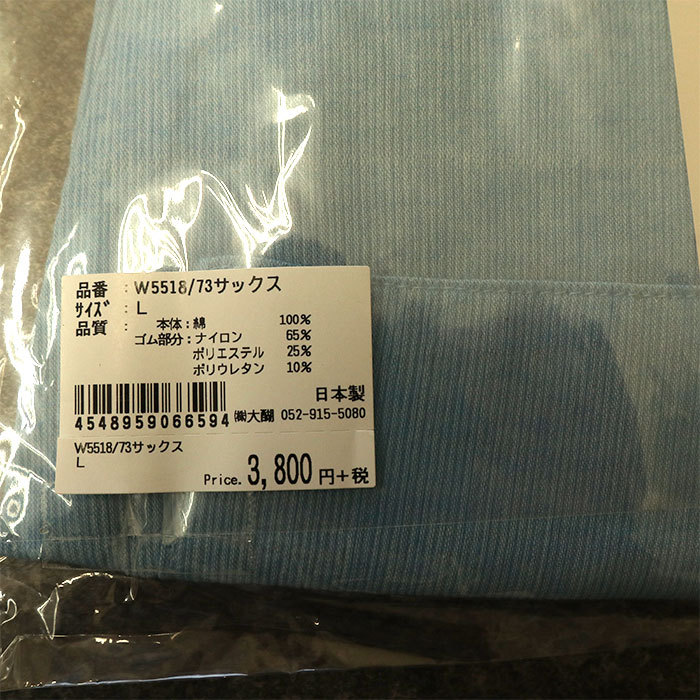 品番 : W5518/73サックス
サイズ : L
品質 : 本体:綿 100%
ゴム部分:ナイロン 65%
ポリエステル 25%
ポリウレタン 10%
日本製
4548959066594 ㈱大醐 052-915-5080
W5518/73サックス
L
Price. 3,800円+税